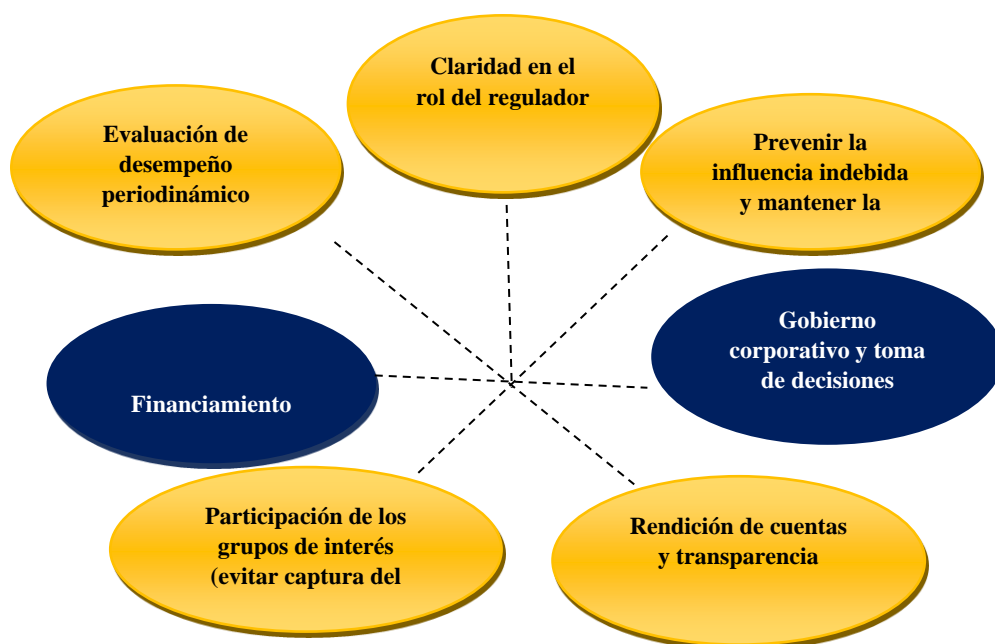 Claridad en el
rol del regulador
Evaluación de
desempeño
periodinámico
Prevenir la
influencia indebida
y mantener la
Gobierno
corporativo y toma
de decisiones
Financiamiento
Participación de los
grupos de interés
(evitar captura del
Rendición de cuentas
y transparencia